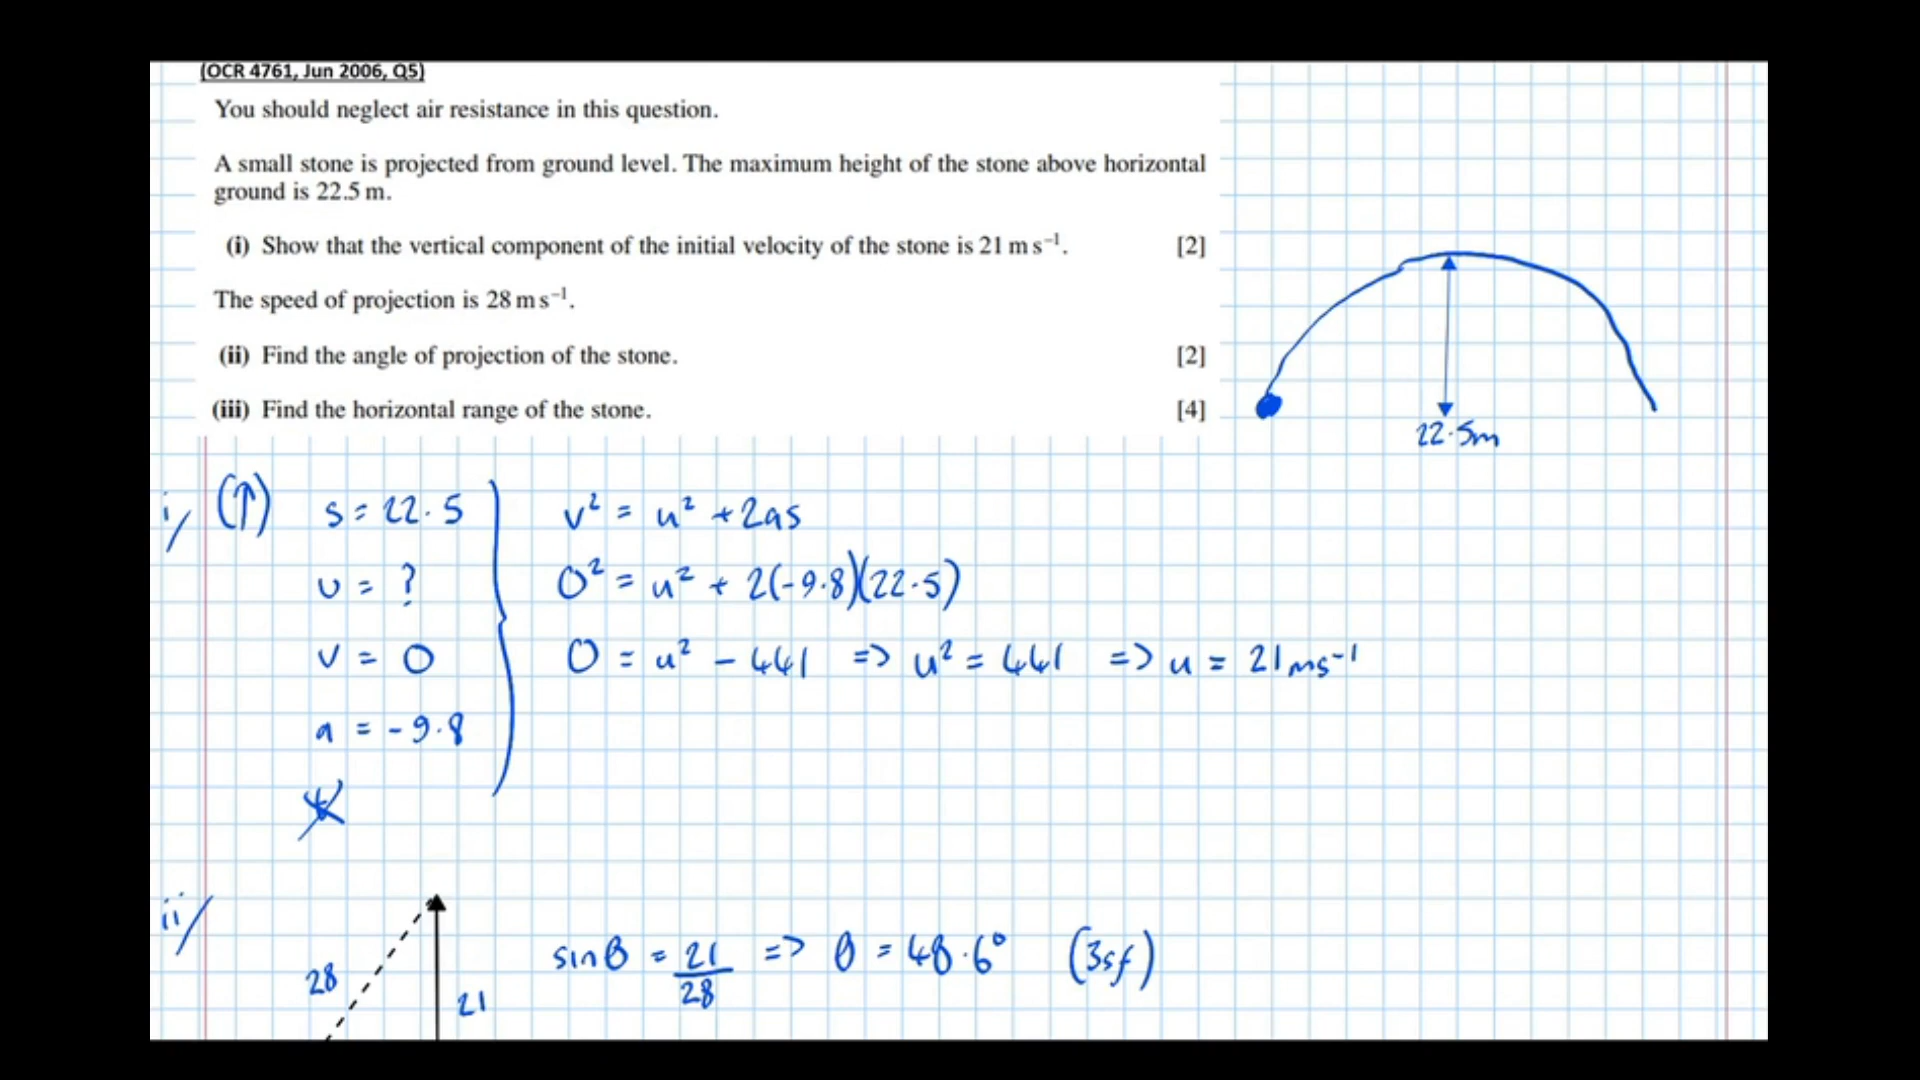 (OCR 4761, Jun 2006, Q5)
You should neglect air resistance in this question.
A small stone is projected from ground level. The maximum height of the stone above horizontal
ground is 22.5 m.
(i) Show that the vertical component of the initial velocity of the stone is 21 m s⁻¹. [2]
The speed of projection is 28 m s⁻¹.
(ii) Find the angle of projection of the stone. [2]
(iii) Find the horizontal range of the stone. [4]
22.5m
i/ (↑) s = 22.5 v² = u² + 2as
u = ? 0² = u² + 2(-9.8)(22.5)
v = 0 0 = u² - 441 => u² = 441 => u = 21ms⁻¹
a = -9.8
t
ii/ sinθ = 21/28 => θ = 48.6° (3sf)
28
21